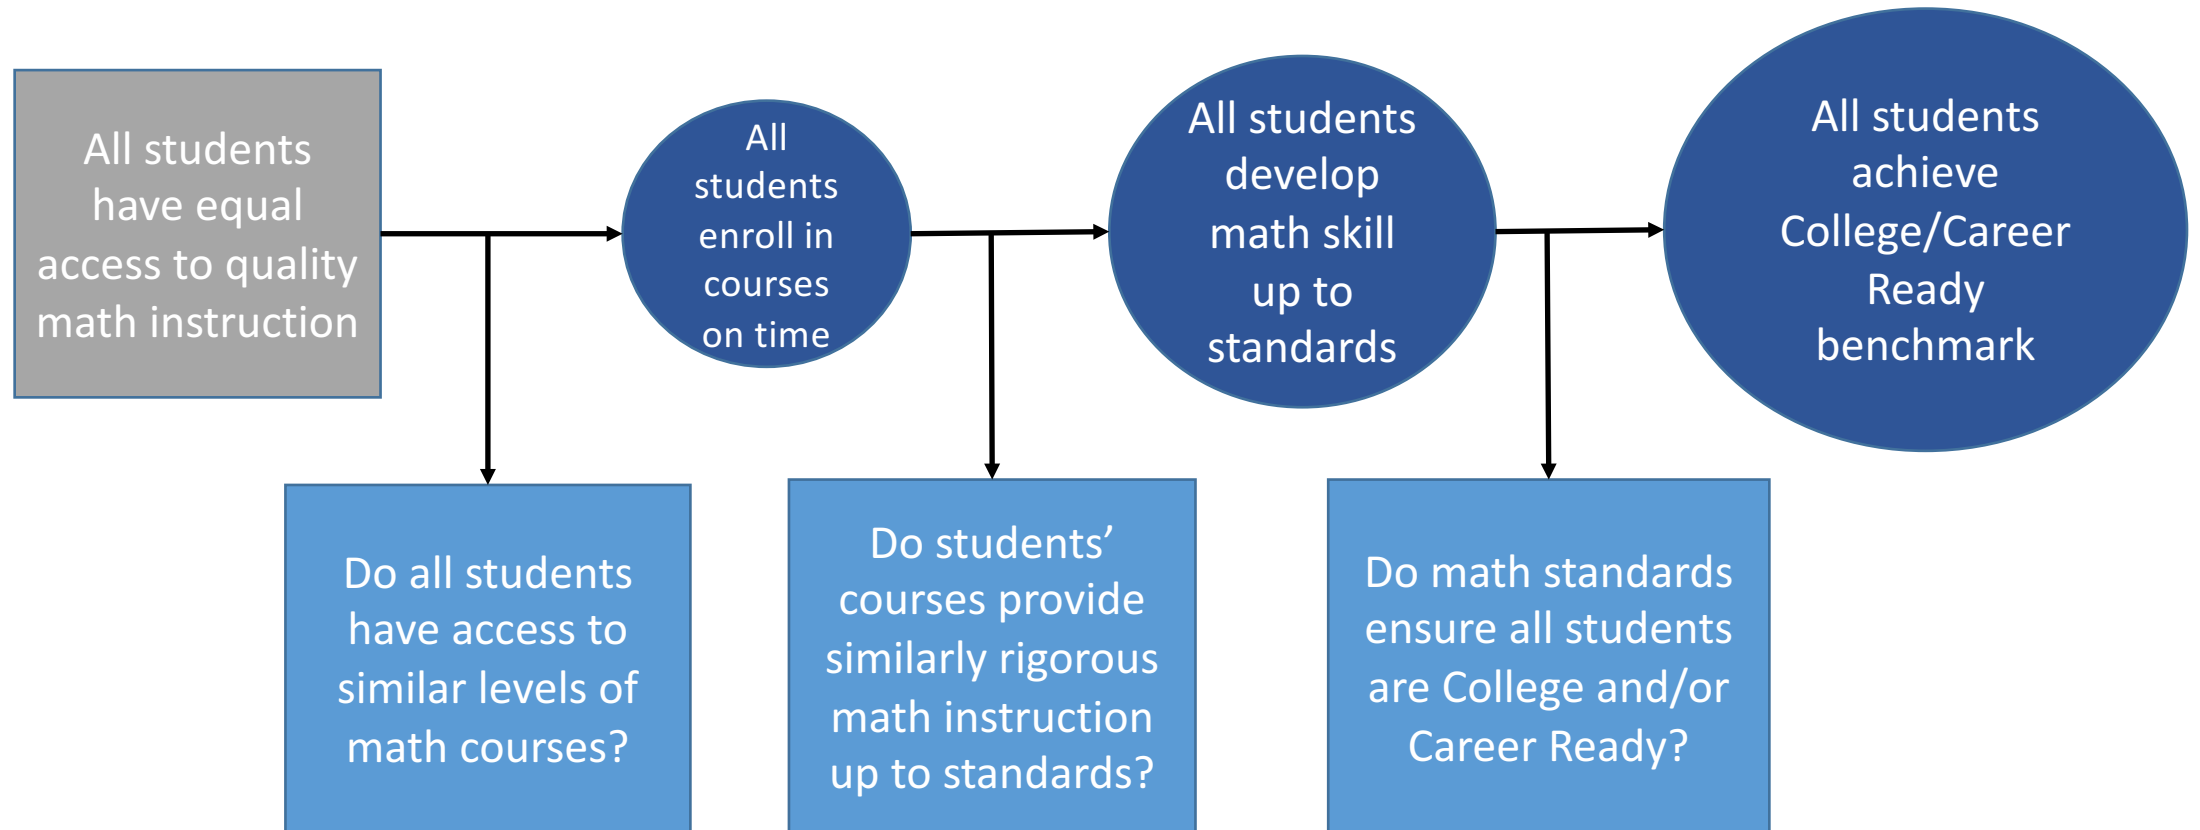 All students
have equal
access to quality
math instruction
All
students
enroll in
courses
on time
All students
develop
math skill
up to
standards
All students
achieve
College/Career
Ready
benchmark
Do all students
have access to
similar levels of
math courses?
Do students’
courses provide
similarly rigorous
math instruction
up to standards?
Do math standards
ensure all students
are College and/or
Career Ready?